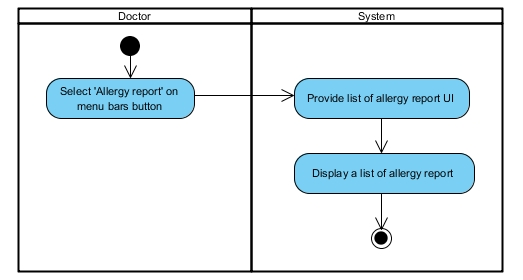 Doctor
System
Select 'Allergy report' on
menu bars button
Provide list of allergy report UI
Display a list of allergy report